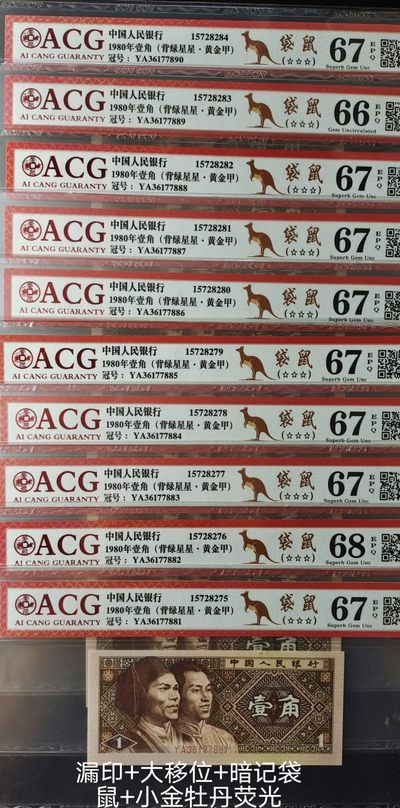 ACG
AI CANG GUARANTY
中国人民银行 15728284
1980年壹角（背绿星星·黄金甲）
冠号： YA36177890
袋鼠
（☆☆☆）
67 EPQ
Superb Gem Unc
ACG
AI CANG GUARANTY
中国人民银行 15728283
1980年壹角（背绿星星·黄金甲）
冠号： YA36177889
袋鼠
（☆☆☆）
66 EPQ
Gem Uncirculated
ACG
AI CANG GUARANTY
中国人民银行 15728282
1980年壹角（背绿星星·黄金甲）
冠号： YA36177888
袋鼠
（☆☆☆）
67 EPQ
Superb Gem Unc
ACG
AI CANG GUARANTY
中国人民银行 15728281
1980年壹角（背绿星星·黄金甲）
冠号： YA36177887
袋鼠
（☆☆☆）
67 EPQ
Superb Gem Unc
ACG
AI CANG GUARANTY
中国人民银行 15728280
1980年壹角（背绿星星·黄金甲）
冠号： YA36177886
袋鼠
（☆☆☆）
67 EPQ
Superb Gem Unc
ACG
AI CANG GUARANTY
中国人民银行 15728279
1980年壹角（背绿星星·黄金甲）
冠号： YA36177885
袋鼠
（☆☆☆）
67 EPQ
Superb Gem Unc
ACG
AI CANG GUARANTY
中国人民银行 15728278
1980年壹角（背绿星星·黄金甲）
冠号： YA36177884
袋鼠
（☆☆☆）
67 EPQ
Superb Gem Unc
ACG
AI CANG GUARANTY
中国人民银行 15728277
1980年壹角（背绿星星·黄金甲）
冠号： YA36177883
袋鼠
（☆☆☆）
67 EPQ
Superb Gem Unc
ACG
AI CANG GUARANTY
中国人民银行 15728276
1980年壹角（背绿星星·黄金甲）
冠号： YA36177882
袋鼠
（☆☆☆）
68 EPQ
Superb Gem Unc
ACG
AI CANG GUARANTY
中国人民银行 15728275
1980年壹角（背绿星星·黄金甲）
冠号： YA36177881
袋鼠
（☆☆☆）
67 EPQ
Superb Gem Unc
中国人民银行
壹角
YA36177881
1
1
漏印+大移位+暗记袋
鼠+小金牡丹荧光